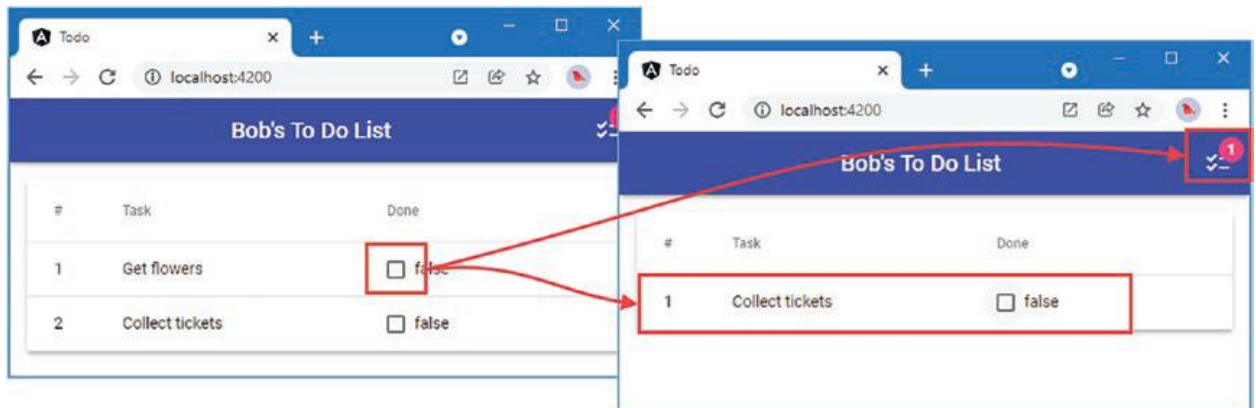 Todo
localhost:4200
Bob's To Do List
# Task Done
1 Get flowers false
2 Collect tickets false
Todo
localhost:4200
Bob's To Do List
1
# Task Done
1 Collect tickets false